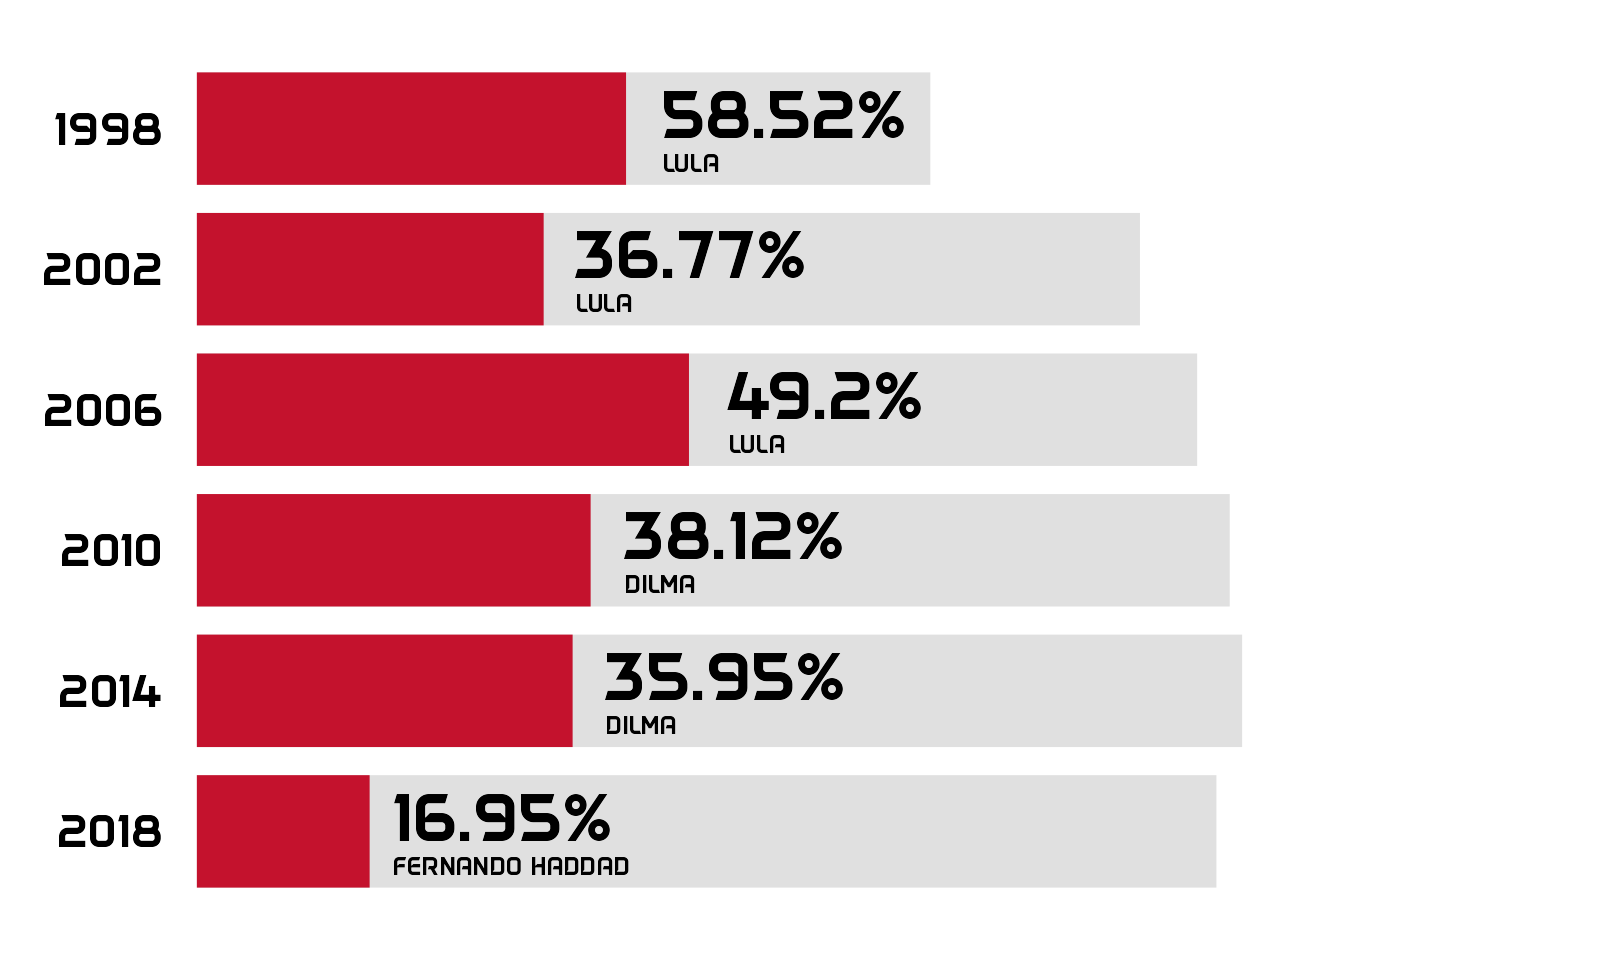 1998
58.52%
LULA
2002
36.77%
LULA
2006
49.2%
LULA
2010
38.12%
DILMA
2014
35.95%
DILMA
2018
16.95%
FERNANDO HADDAD